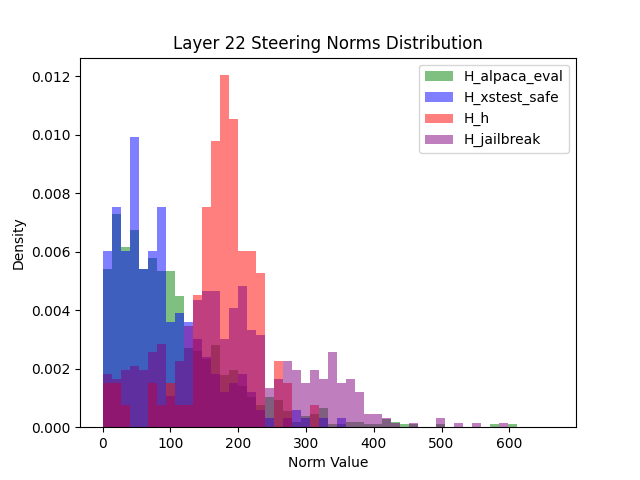 Layer 22 Steering Norms Distribution
H_alpaca_eval
H_xstest_safe
H_h
H_jailbreak
0.012
0.010
0.008
0.006
0.004
0.002
0.000
Density
0 100 200 300 400 500 600
Norm Value